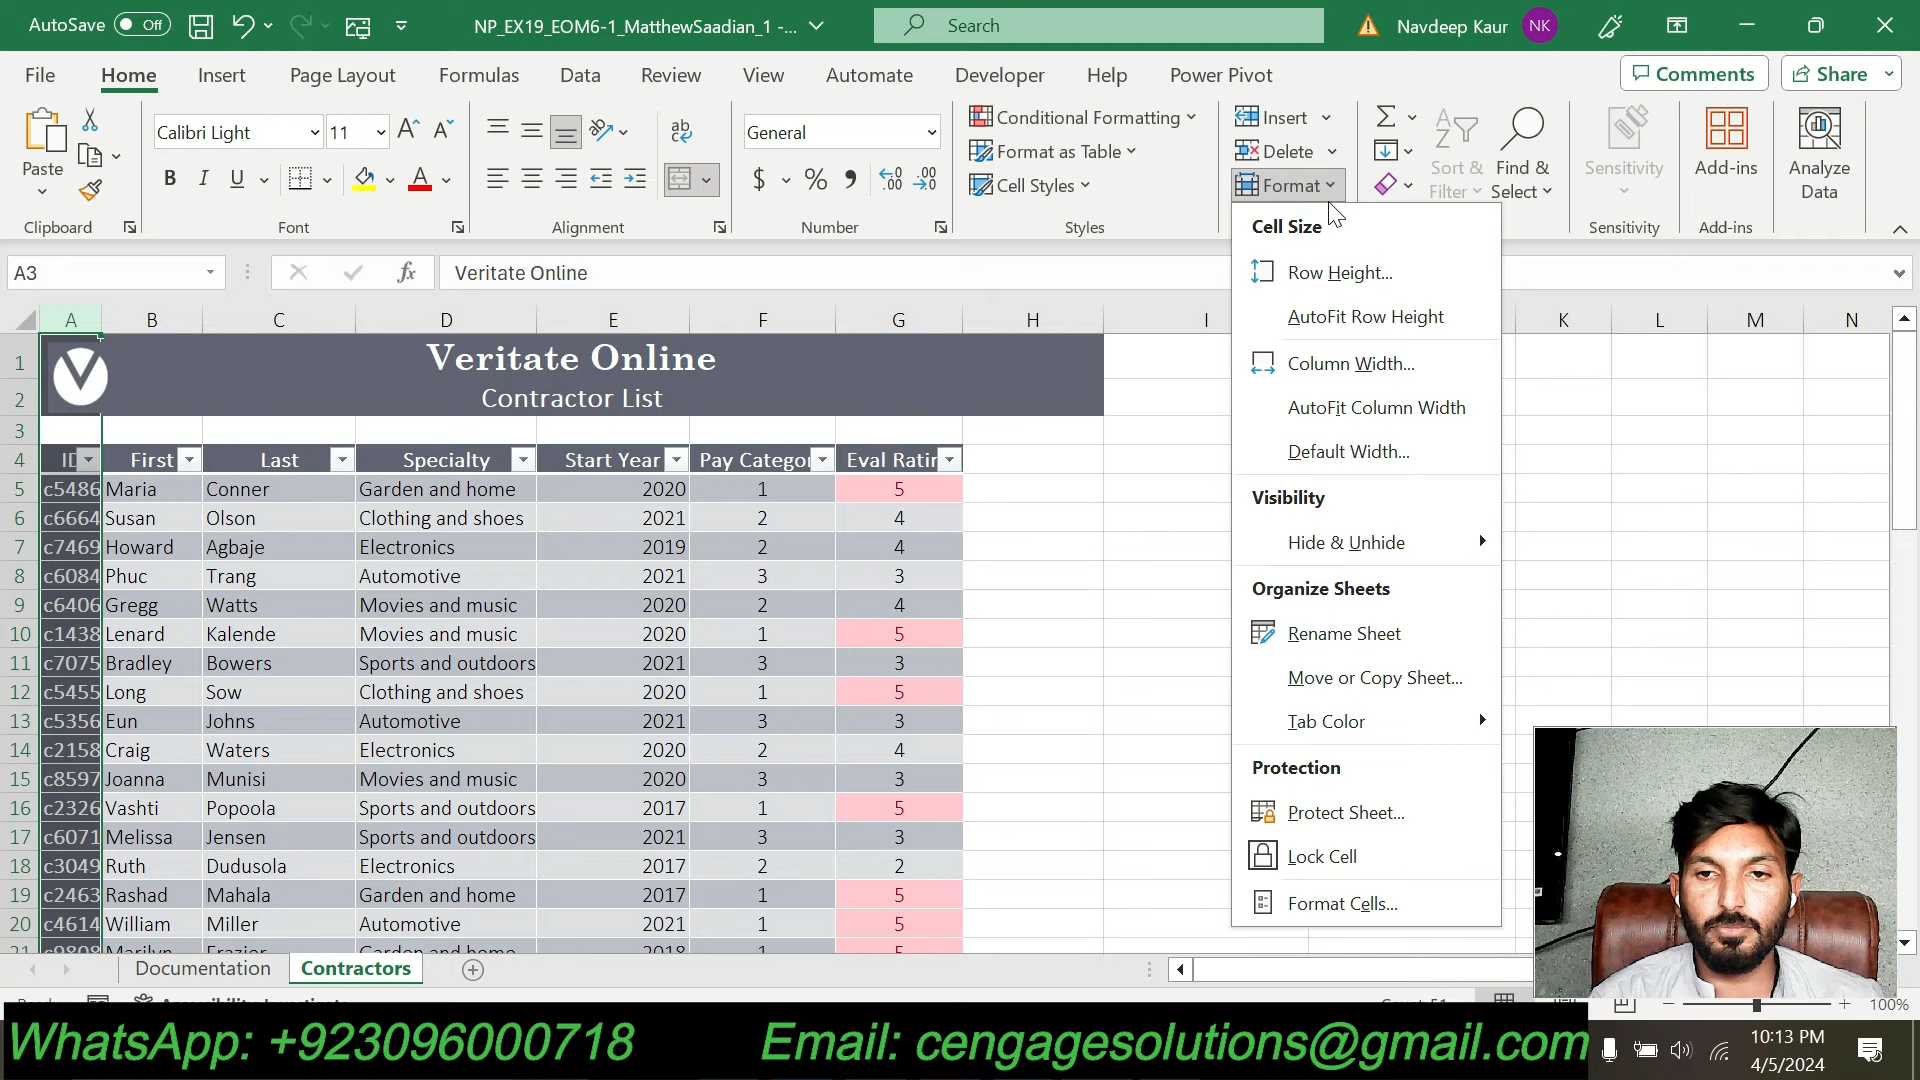 AutoSave Off NP_EX19_EOM6-1_MatthewSaadian_1 -... Search Navdeep Kaur NK
File Home Insert Page Layout Formulas Data Review View Automate Developer Help Power Pivot Comments Share
Paste Calibri Light 11 General Conditional Formatting Format as Table Cell Styles Insert Delete Format Sort & Filter Find & Select Sensitivity Add-ins Analyze Data
B I U ab $ % 9
Clipboard Font Alignment Number Styles Sensitivity Add-ins
Cell Size
Row Height...
AutoFit Row Height
Column Width...
AutoFit Column Width
Default Width...
Visibility
Hide & Unhide
Organize Sheets
Rename Sheet
Move or Copy Sheet...
Tab Color
Protection
Protect Sheet...
Lock Cell
Format Cells...
A3 fx Veritate Online
A B C D E F G H I K L M N
1 Veritate Online
2 Contractor List
3
4 ID First Last Specialty Start Year Pay Categor Eval Ratir
5 c5486 Maria Conner Garden and home 2020 1 5
6 c6664 Susan Olson Clothing and shoes 2021 2 4
7 c7469 Howard Agbaje Electronics 2019 2 4
8 c6084 Phuc Trang Automotive 2021 3 3
9 c6406 Gregg Watts Movies and music 2020 2 4
10 c1438 Lenard Kalende Movies and music 2020 1 5
11 c7075 Bradley Bowers Sports and outdoors 2021 3 3
12 c5455 Long Sow Clothing and shoes 2020 1 5
13 c5356 Eun Johns Automotive 2021 3 3
14 c2158 Craig Waters Electronics 2020 2 4
15 c8597 Joanna Munisi Movies and music 2020 3 3
16 c2326 Vashti Popoola Sports and outdoors 2017 1 5
17 c6071 Melissa Jensen Sports and outdoors 2021 3 3
18 c3049 Ruth Dudusola Electronics 2017 2 2
19 c2463 Rashad Mahala Garden and home 2017 1 5
20 c4614 William Miller Automotive 2021 1 5
21 c9898 Marilyn Frazier Garden and home 2018 1 5
Documentation Contractors
100%
WhatsApp: +923096000718 Email: cengagesolutions@gmail.com
10:13 PM
4/5/2024